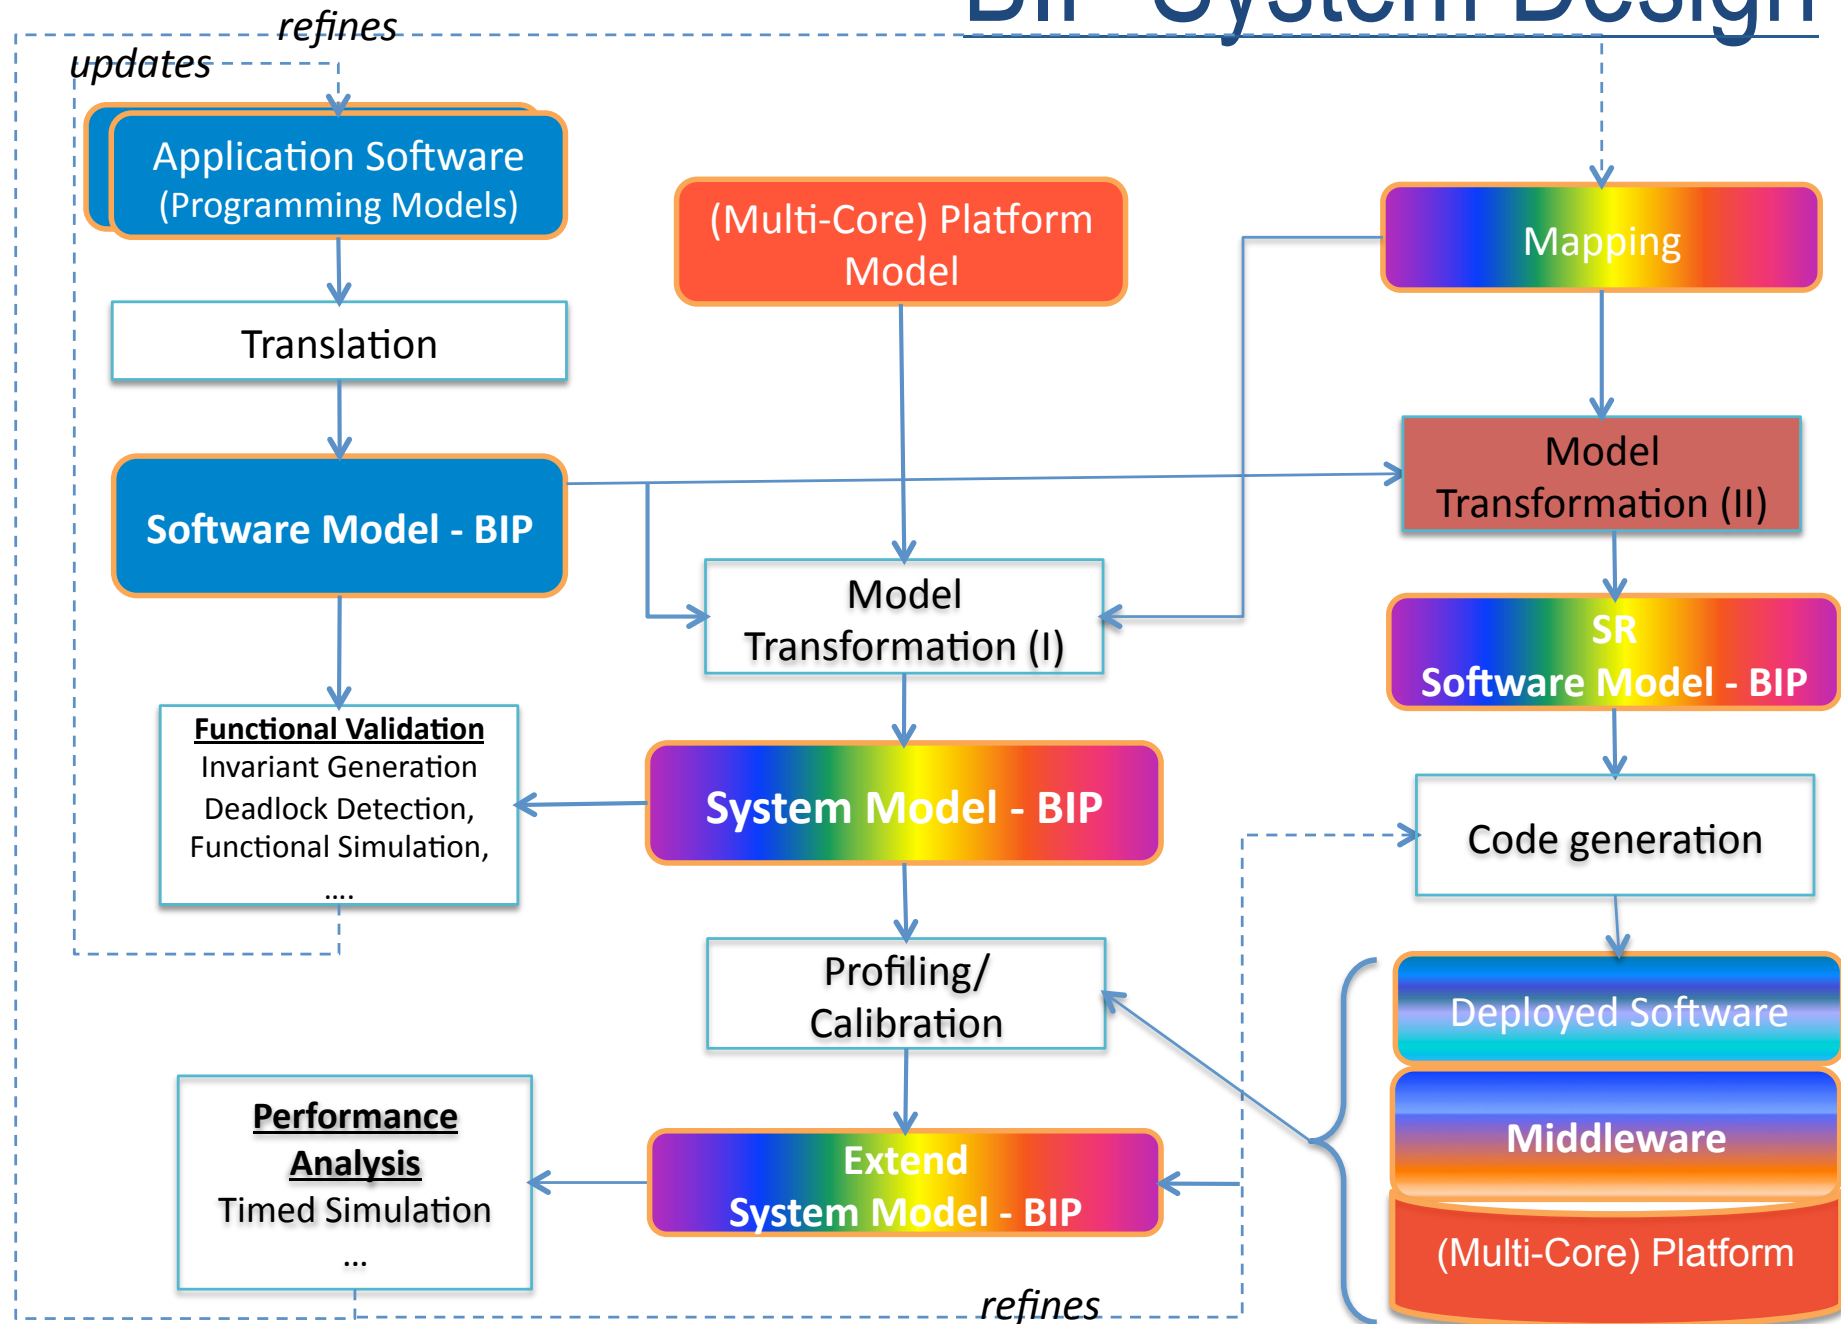 BIP System Design
refines
updates
Application Software
(Programming Models)
(Multi-Core) Platform
Model
Mapping
Translation
Model
Transformation (II)
Software Model - BIP
Model
Transformation (I)
SR
Software Model - BIP
Functional Validation
Invariant Generation
Deadlock Detection,
Functional Simulation,
....
System Model - BIP
Code generation
Profiling/
Calibration
Deployed Software
Performance
Analysis
Timed Simulation
...
Extend
System Model - BIP
Middleware
(Multi-Core) Platform
refines